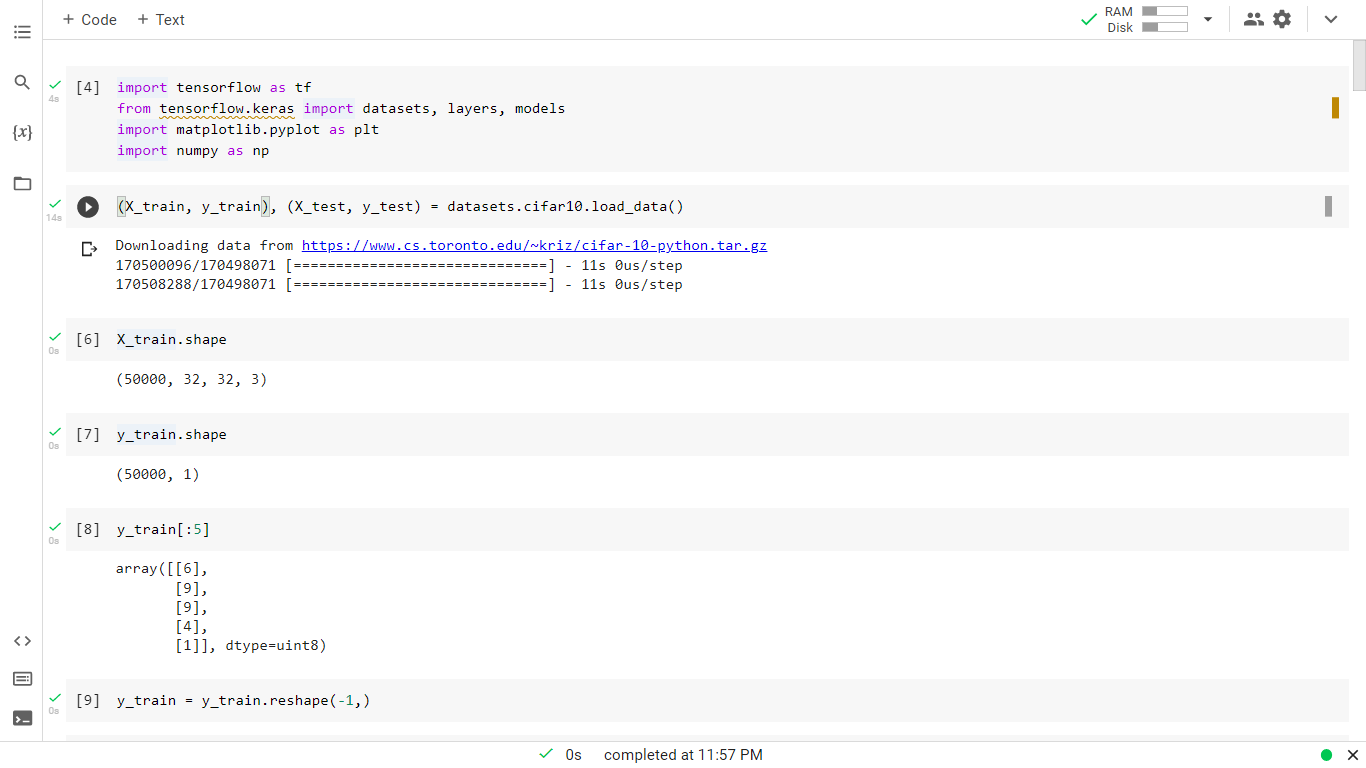 + Code + Text
RAM
Disk
{x}
4s
[4] import tensorflow as tf
from tensorflow.keras import datasets, layers, models
import matplotlib.pyplot as plt
import numpy as np
14s
(X_train, y_train), (X_test, y_test) = datasets.cifar10.load_data()
Downloading data from https://www.cs.toronto.edu/~kriz/cifar-10-python.tar.gz
170500096/170498071 [==============================] - 11s 0us/step
170508288/170498071 [==============================] - 11s 0us/step
0s
[6] X_train.shape
(50000, 32, 32, 3)
0s
[7] y_train.shape
(50000, 1)
0s
[8] y_train[:5]
array([[6],
[9],
[9],
[4],
[1]], dtype=uint8)
0s
[9] y_train = y_train.reshape(-1,)
0s completed at 11:57 PM